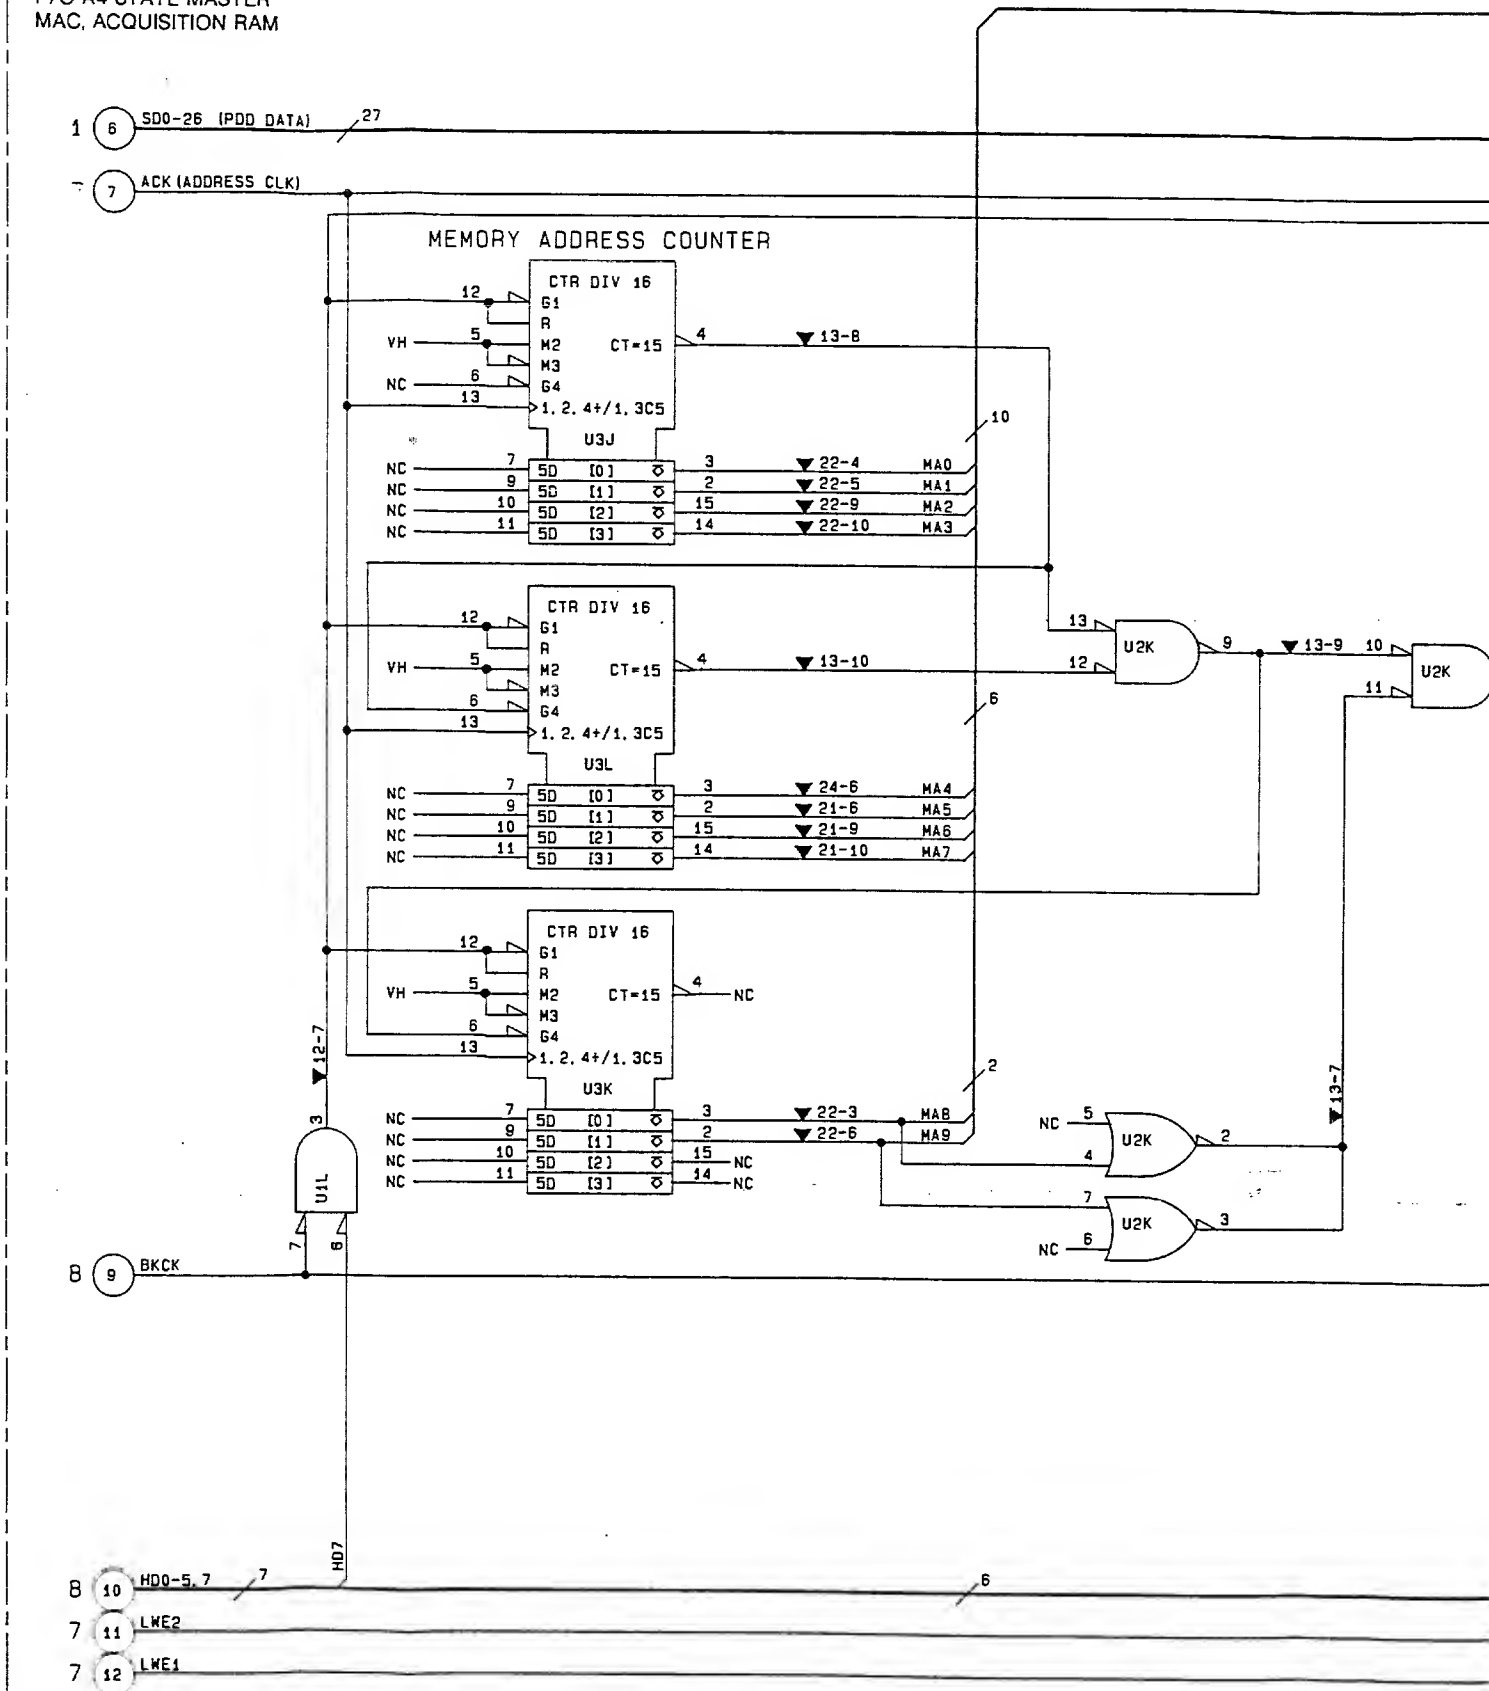 P/O A4 STATE MASTER
MAC, ACQUISITION RAM
1 6 SD0-26 (PDD DATA) 27
7 ACK (ADDRESS CLK)
MEMORY ADDRESS COUNTER
CTR DIV 16
12 G1
R
VH 5 M2 CT=15 4 13-8
M3
NC 6 G4
13 1, 2, 4+/1, 3C5
U3J
10
NC 7 5D [0] 3 22-4 MA0
NC 9 5D [1] 2 22-5 MA1
NC 10 5D [2] 15 22-9 MA2
NC 11 5D [3] 14 22-10 MA3
CTR DIV 16
12 G1
R
VH 5 M2 CT=15 4 13-10
M3
6 G4
13 1, 2, 4+/1, 3C5
U3L
6
13 12 U2K 9 13-9 10 11 U2K
NC 7 5D [0] 3 24-6 MA4
NC 9 5D [1] 2 21-6 MA5
NC 10 5D [2] 15 21-9 MA6
NC 11 5D [3] 14 21-10 MA7
CTR DIV 16
12 G1
R
VH 5 M2 CT=15 4 NC
M3
6 G4
13 1, 2, 4+/1, 3C5
U3K
2
12-7
13-7
NC 7 5D [0] 3 22-3 MA8
NC 9 5D [1] 2 22-6 MA9
NC 10 5D [2] 15 NC
NC 11 5D [3] 14 NC
NC 5 4 U2K 2
7 NC 6 U2K 3
3 U1L 7 6
8 9 BKCK
HD7
8 10 HD0-5, 7 7 6
7 11 LWE2
7 12 LWE1